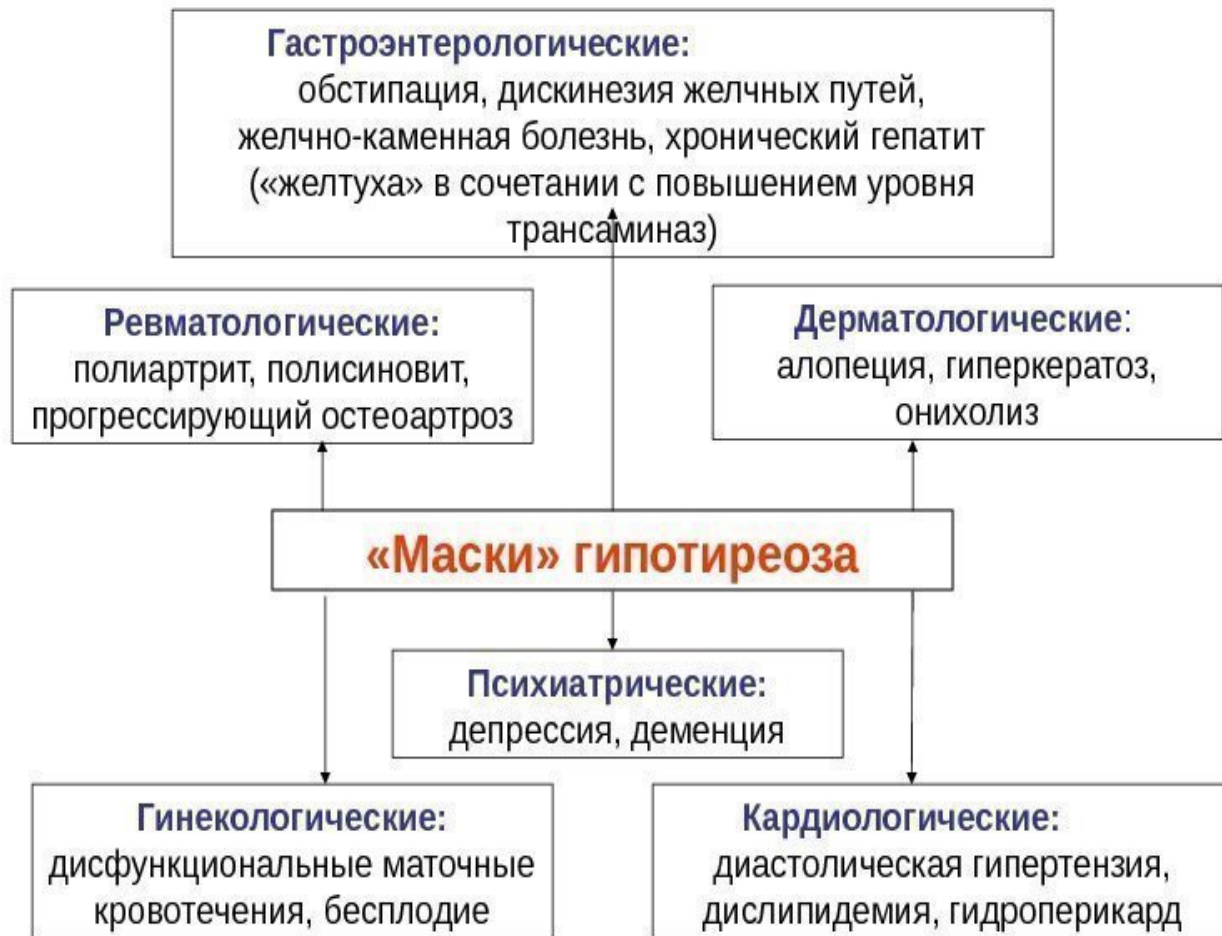 Гастроэнтерологические:
обстипация, дискинезия желчных путей,
желчно-каменная болезнь, хронический гепатит
(«желтуха» в сочетании с повышением уровня
трансаминаз)
Ревматологические:
полиартрит, полисиновит,
прогрессирующий остеоартроз
Дерматологические:
алопеция, гиперкератоз,
онихолиз
«Маски» гипотиреоза
Психиатрические:
депрессия, деменция
Гинекологические:
дисфункциональные маточные
кровотечения, бесплодие
Кардиологические:
диастолическая гипертензия,
дислипидемия, гидроперикард